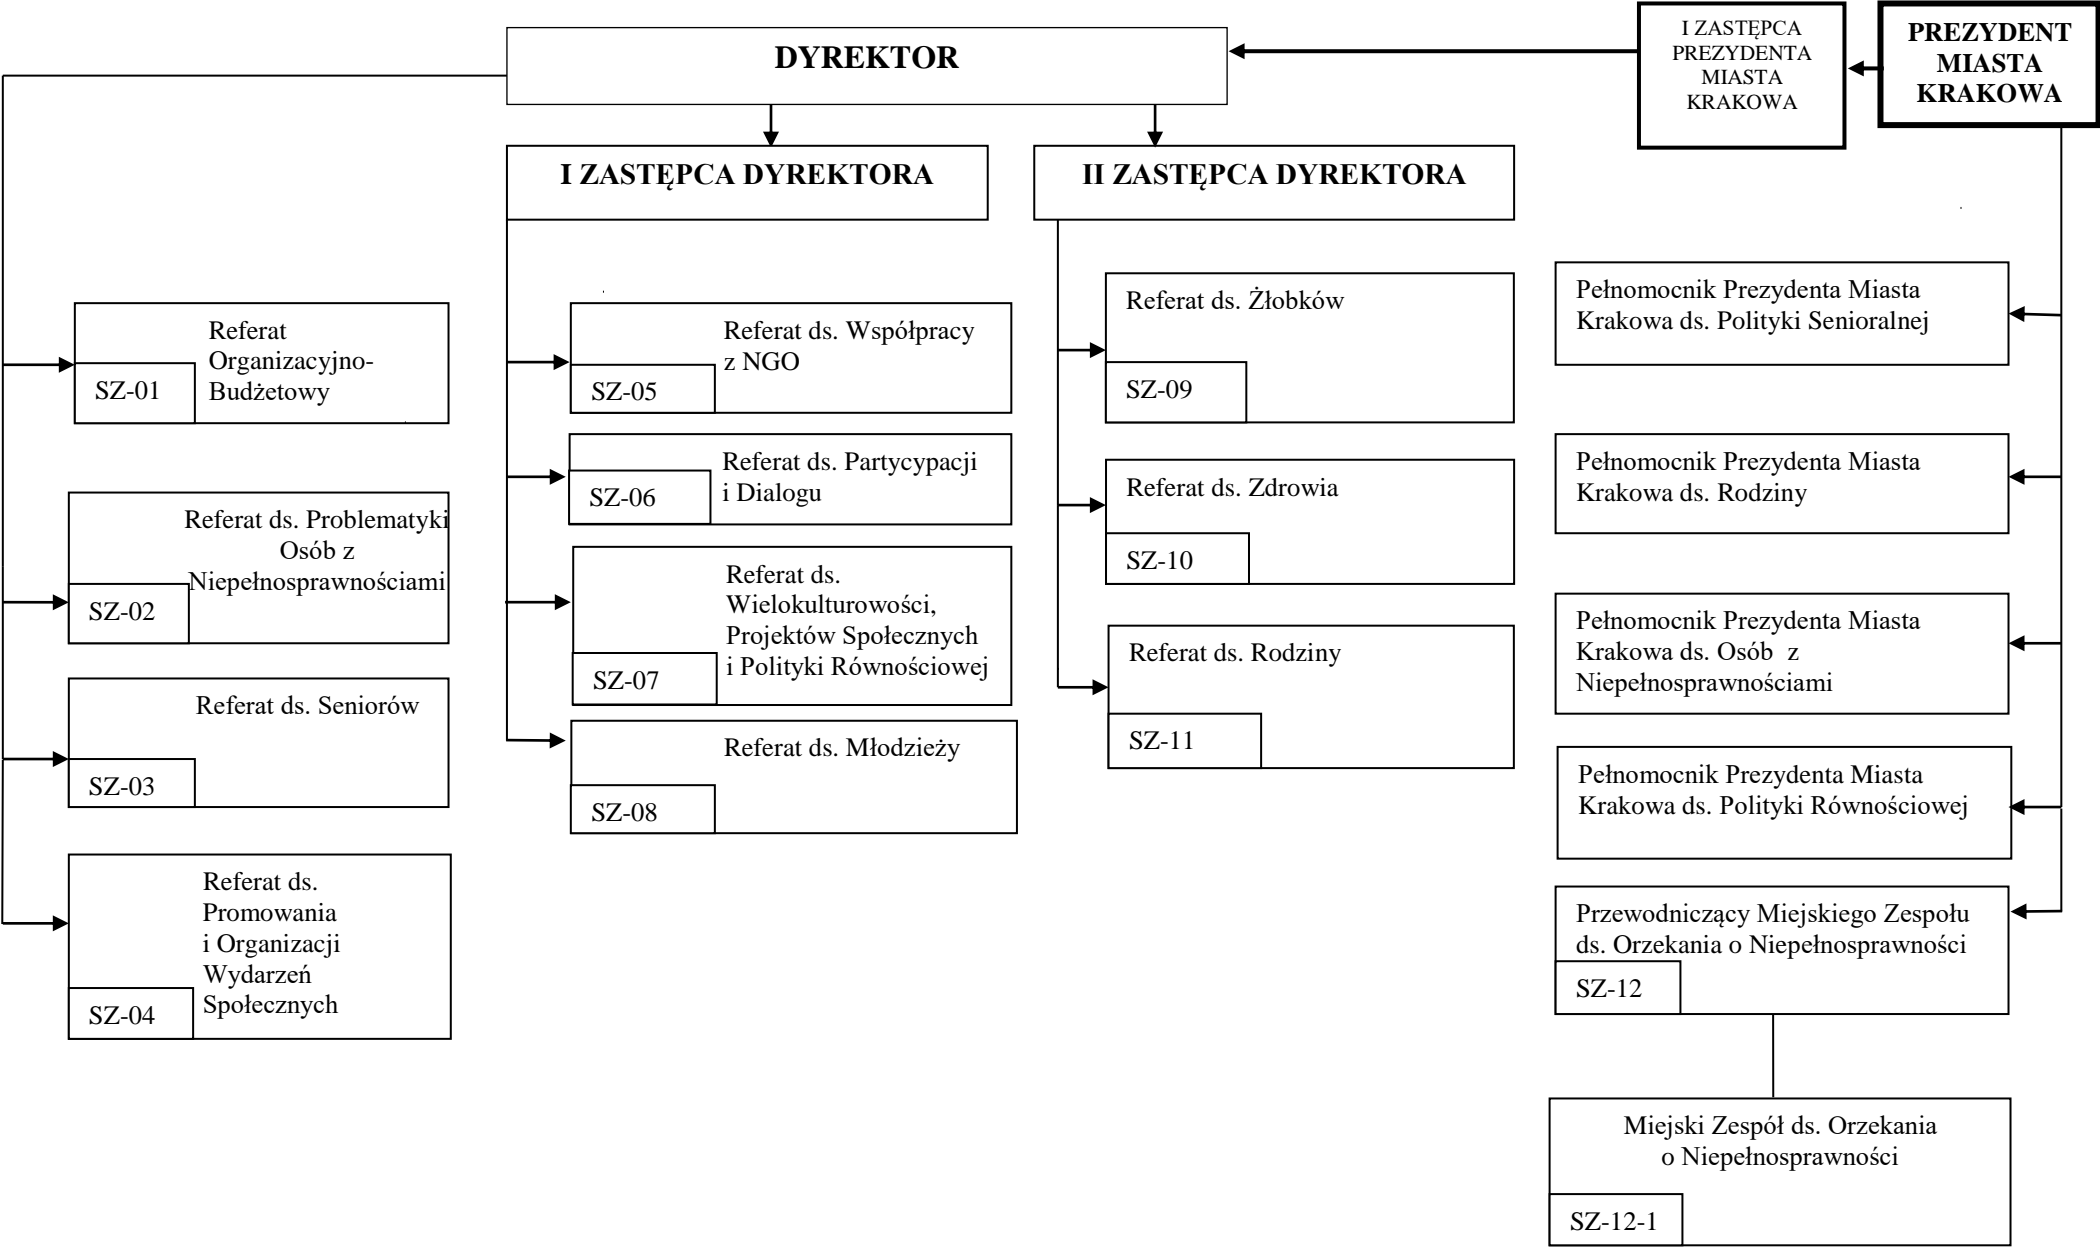 DYREKTOR
I ZASTĘPCA
PREZYDENTA
MIASTA
KRAKOWA
PREZYDENT
MIASTA
KRAKOWA
I ZASTĘPCA DYREKTORA
II ZASTĘPCA DYREKTORA
Referat
Organizacyjno-
Budżetowy
SZ-01
Referat ds. Problematyki
Osób z
Niepełnosprawnościami
SZ-02
Referat ds. Seniorów
SZ-03
Referat ds.
Promowania
i Organizacji
Wydarzeń
Społecznych
SZ-04
Referat ds. Współpracy
z NGO
SZ-05
Referat ds. Partycypacji
i Dialogu
SZ-06
Referat ds.
Wielokulturowości,
Projektów Społecznych
i Polityki Równościowej
SZ-07
Referat ds. Młodzieży
SZ-08
Referat ds. Żłobków
SZ-09
Referat ds. Zdrowia
SZ-10
Referat ds. Rodziny
SZ-11
Pełnomocnik Prezydenta Miasta
Krakowa ds. Polityki Senioralnej
Pełnomocnik Prezydenta Miasta
Krakowa ds. Rodziny
Pełnomocnik Prezydenta Miasta
Krakowa ds. Osób z
Niepełnosprawnościami
Pełnomocnik Prezydenta Miasta
Krakowa ds. Polityki Równościowej
Przewodniczący Miejskiego Zespołu
ds. Orzekania o Niepełnosprawności
SZ-12
Miejski Zespół ds. Orzekania
o Niepełnosprawności
SZ-12-1